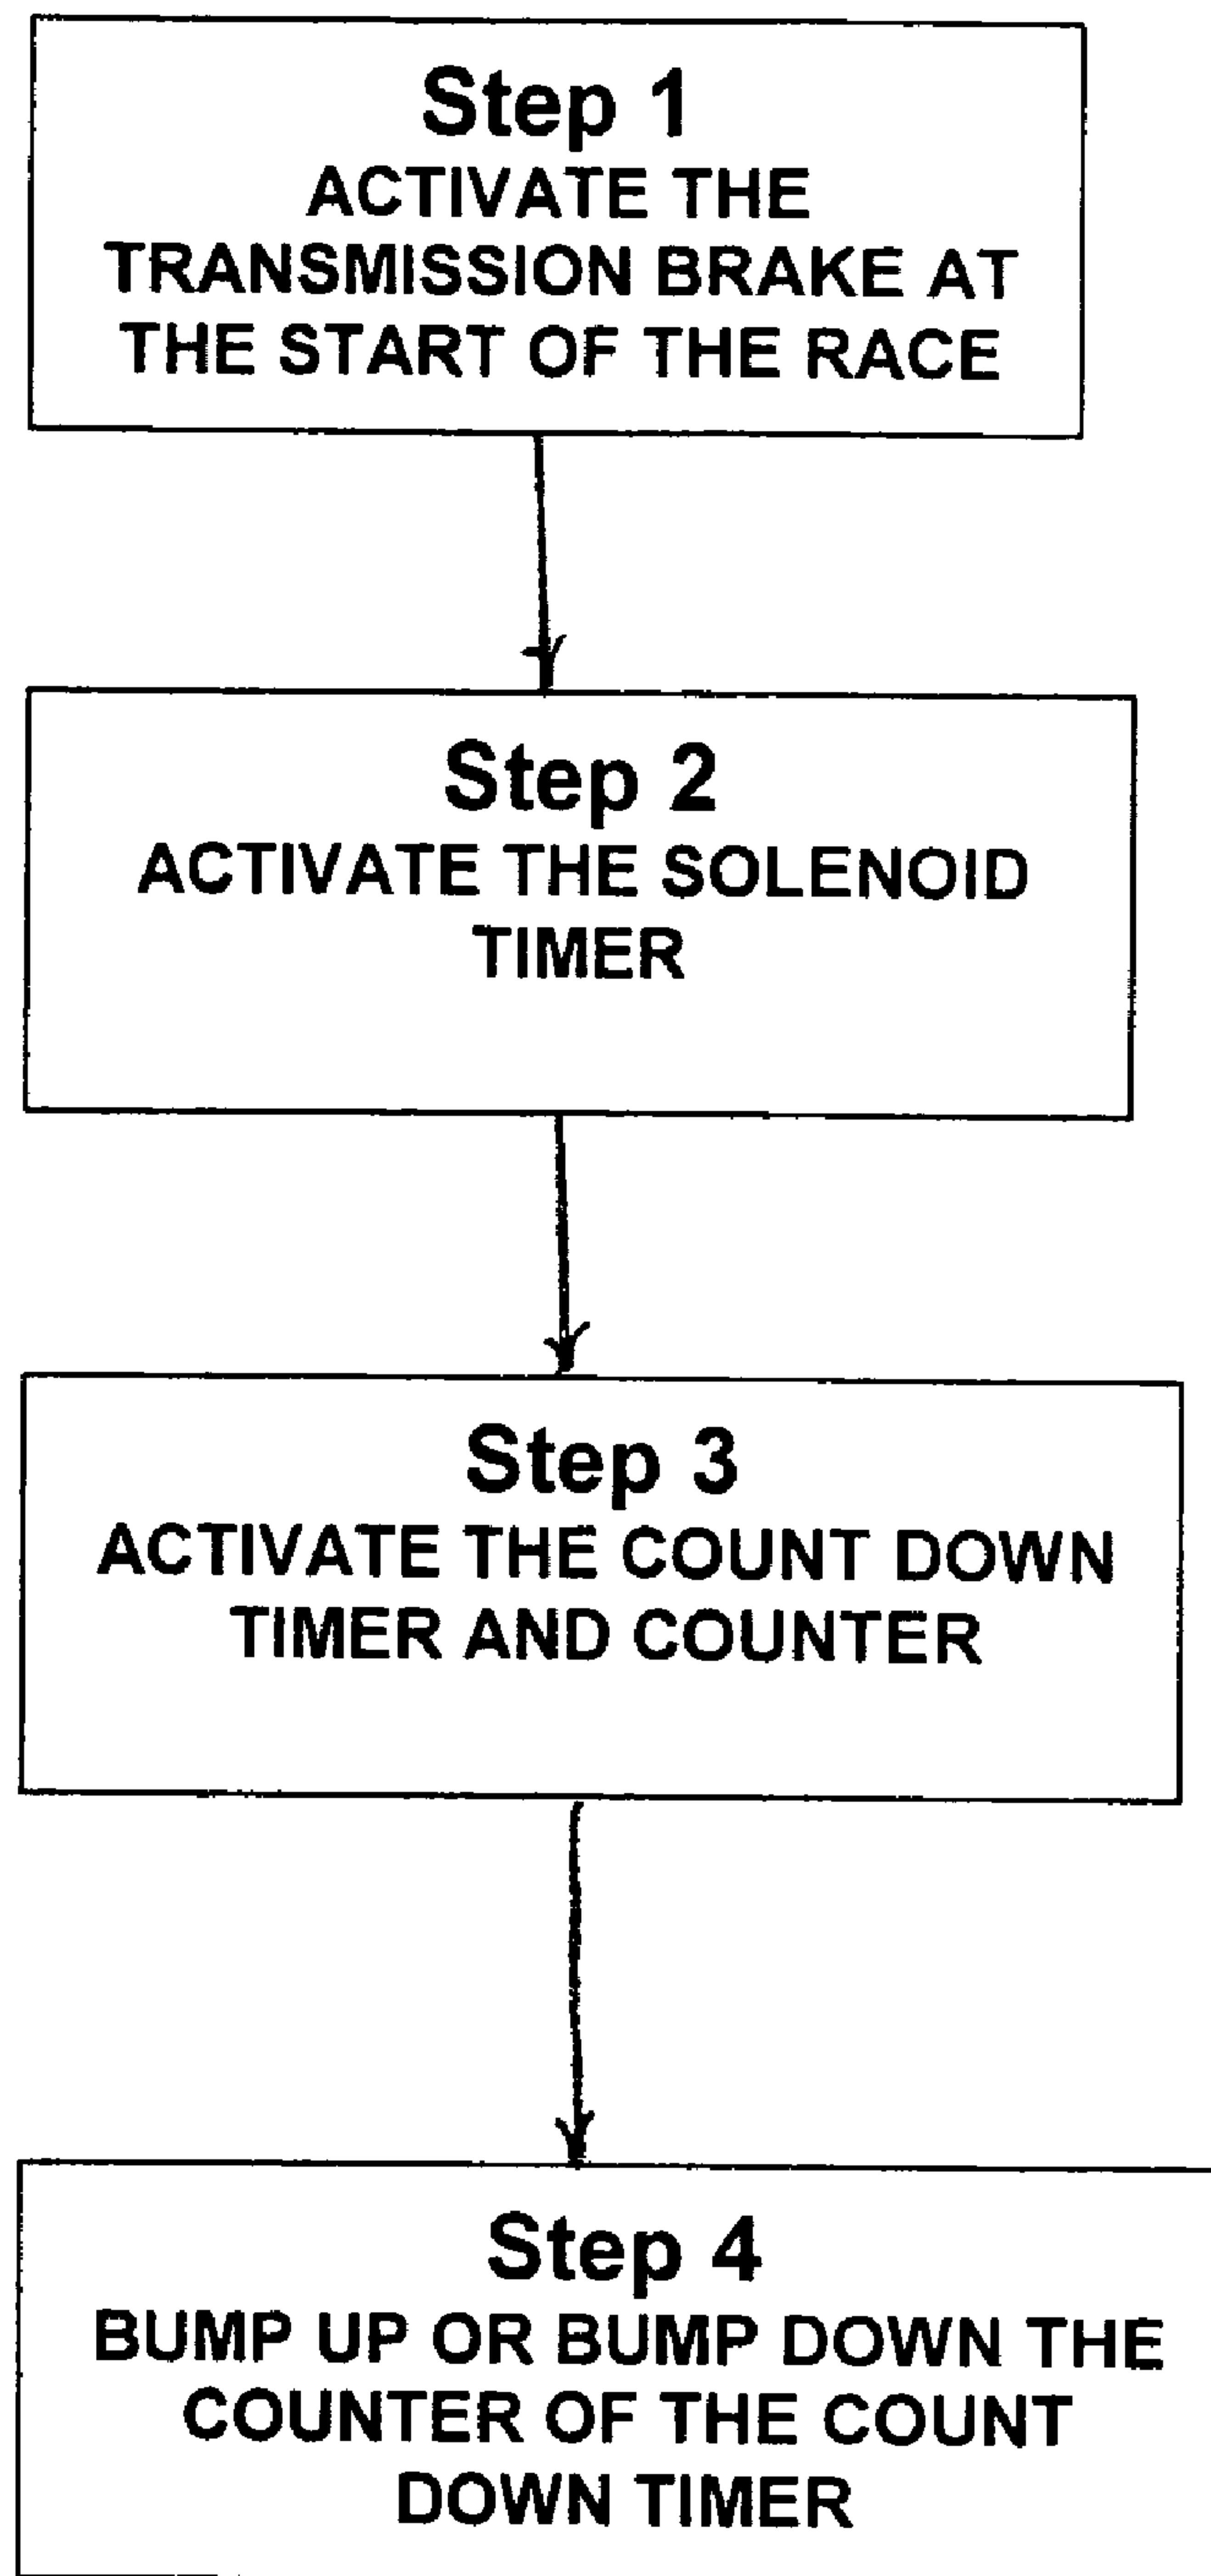 Step 1
ACTIVATE THE
TRANSMISSION BRAKE AT
THE START OF THE RACE
Step 2
ACTIVATE THE SOLENOID
TIMER
Step 3
ACTIVATE THE COUNT DOWN
TIMER AND COUNTER
Step 4
BUMP UP OR BUMP DOWN THE
COUNTER OF THE COUNT
DOWN TIMER